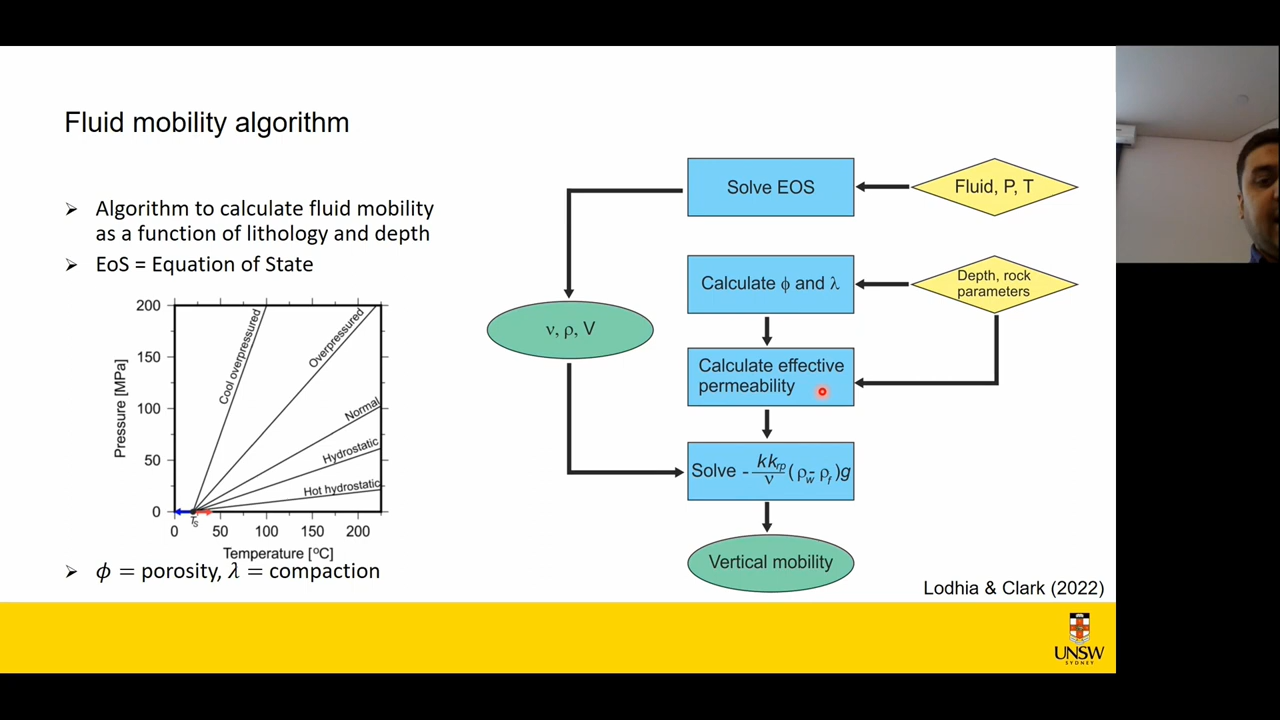 Fluid mobility algorithm
➢ Algorithm to calculate fluid mobility
as a function of lithology and depth
➢ EoS = Equation of State
Pressure [MPa]
200
150
100
50
0
Cool overpressured
Overpressured
Normal
Hydrostatic
Hot hydrostatic
Ts
0 50 100 150 200
Temperature [°C]
➢ ϕ = porosity, λ = compaction
Solve EOS
Fluid, P, T
Calculate ϕ and λ
Depth, rock
parameters
ν, ρ, V
Calculate effective
permeability
Solve - kk_rp/ν (ρ_w - ρ_f)g
Vertical mobility
Lodhia & Clark (2022)
UNSW
SYDNEY